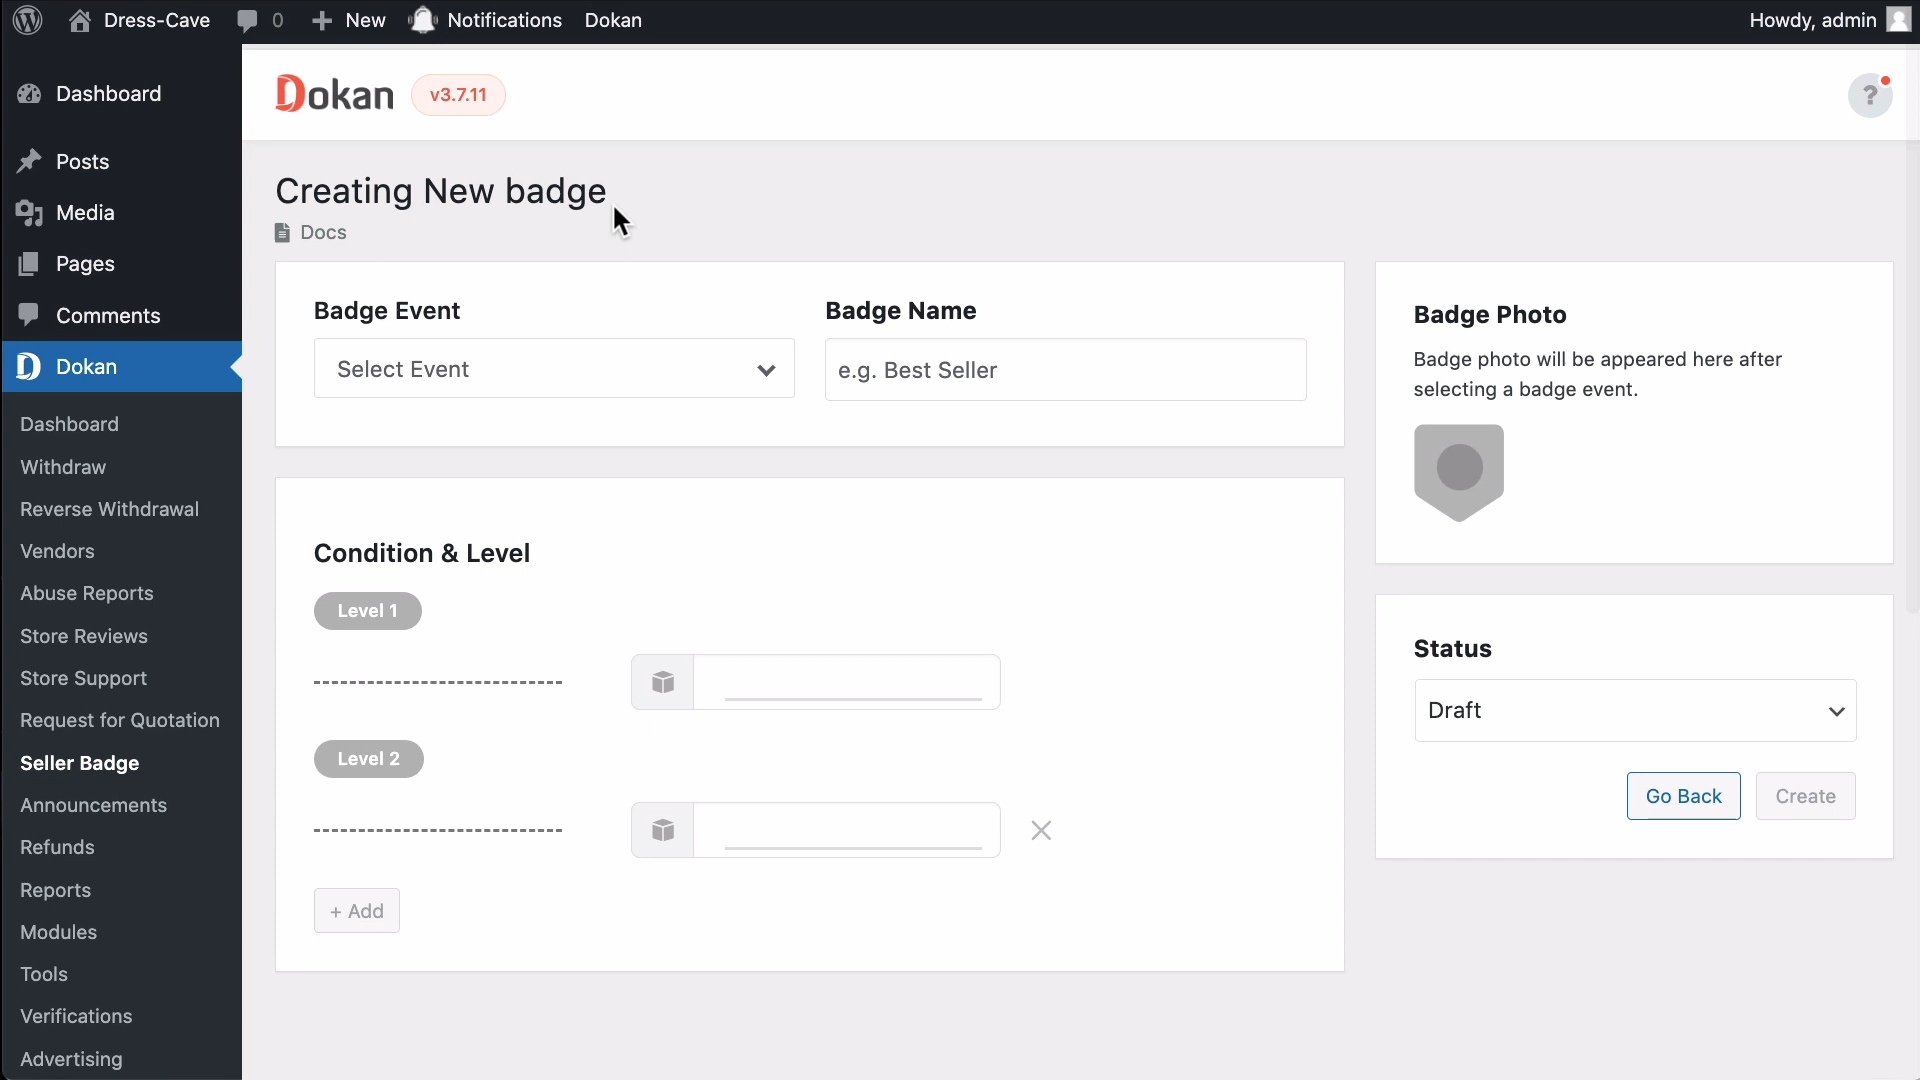 Dress-Cave 0 New Notifications Dokan Howdy, admin
Dashboard
Posts
Media
Pages
Comments
Dokan
Dashboard
Withdraw
Reverse Withdrawal
Vendors
Abuse Reports
Store Reviews
Store Support
Request for Quotation
Seller Badge
Announcements
Refunds
Reports
Modules
Tools
Verifications
Advertising
Dokan v3.7.11 ?
Creating New badge
Docs
Badge Event
Select Event
Badge Name
e.g. Best Seller
Condition & Level
Level 1
Level 2
+ Add
Badge Photo
Badge photo will be appeared here after
selecting a badge event.
Status
Draft
Go Back Create